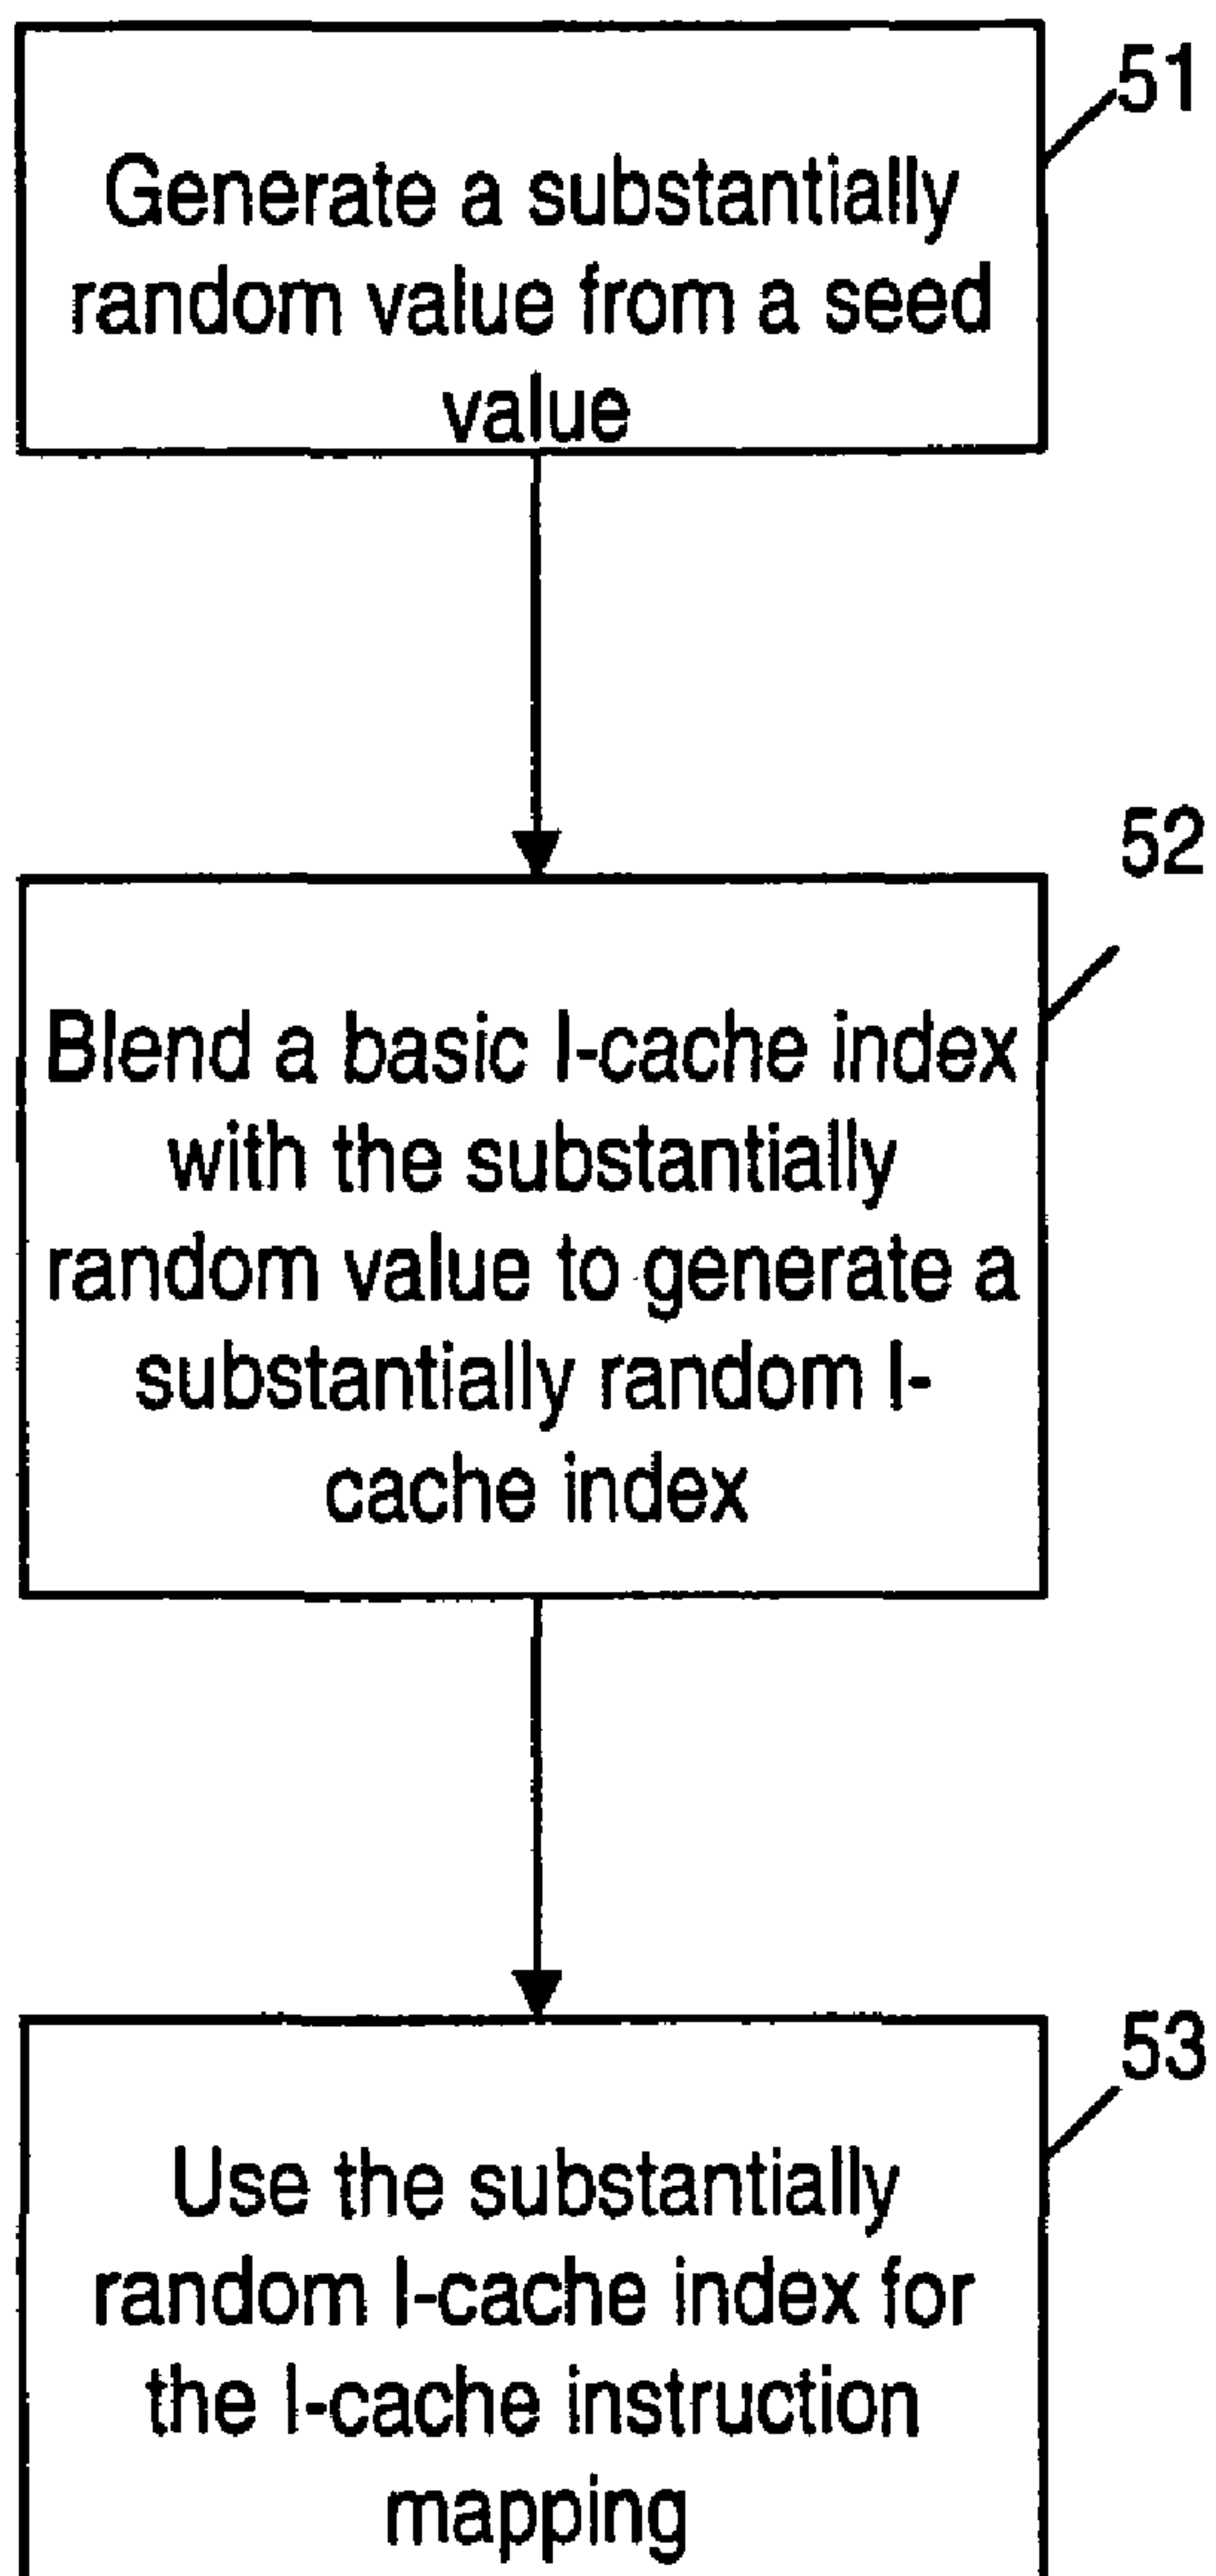 51
Generate a substantially
random value from a seed
value
52
Blend a basic I-cache index
with the substantially
random value to generate a
substantially random I-
cache index
53
Use the substantially
random I-cache index for
the I-cache instruction
mapping